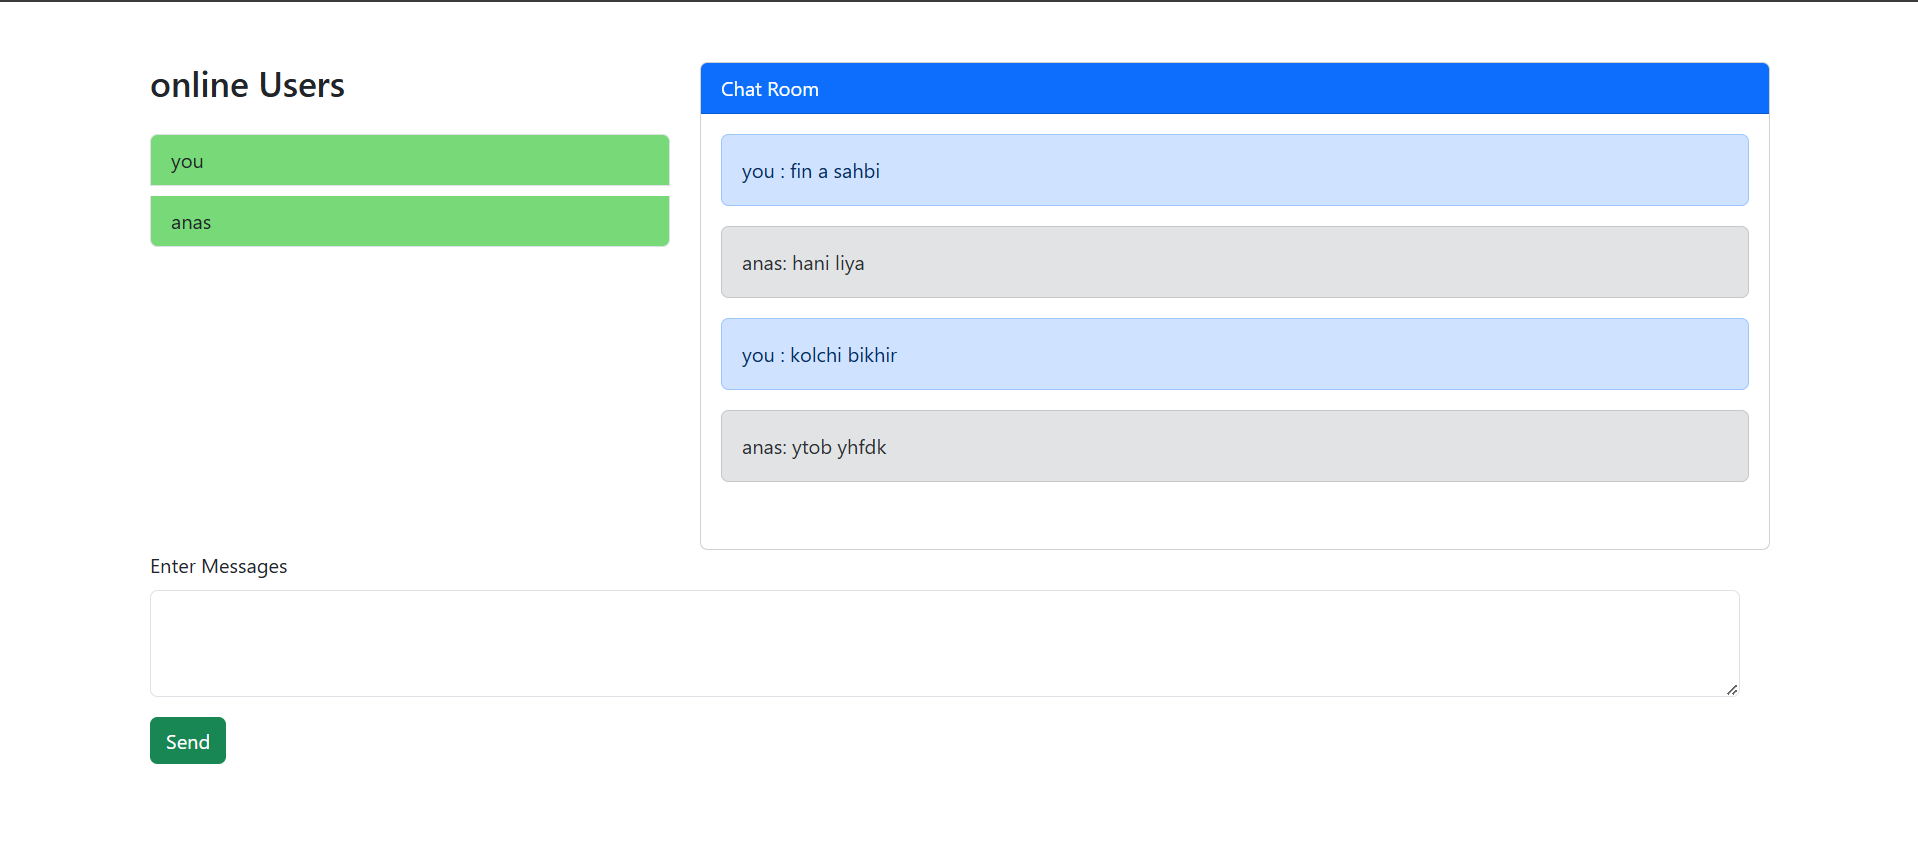 online Users
you
anas
Chat Room
you : fin a sahbi
anas: hani liya
you : kolchi bikhir
anas: ytob yhfdk
Enter Messages
Send